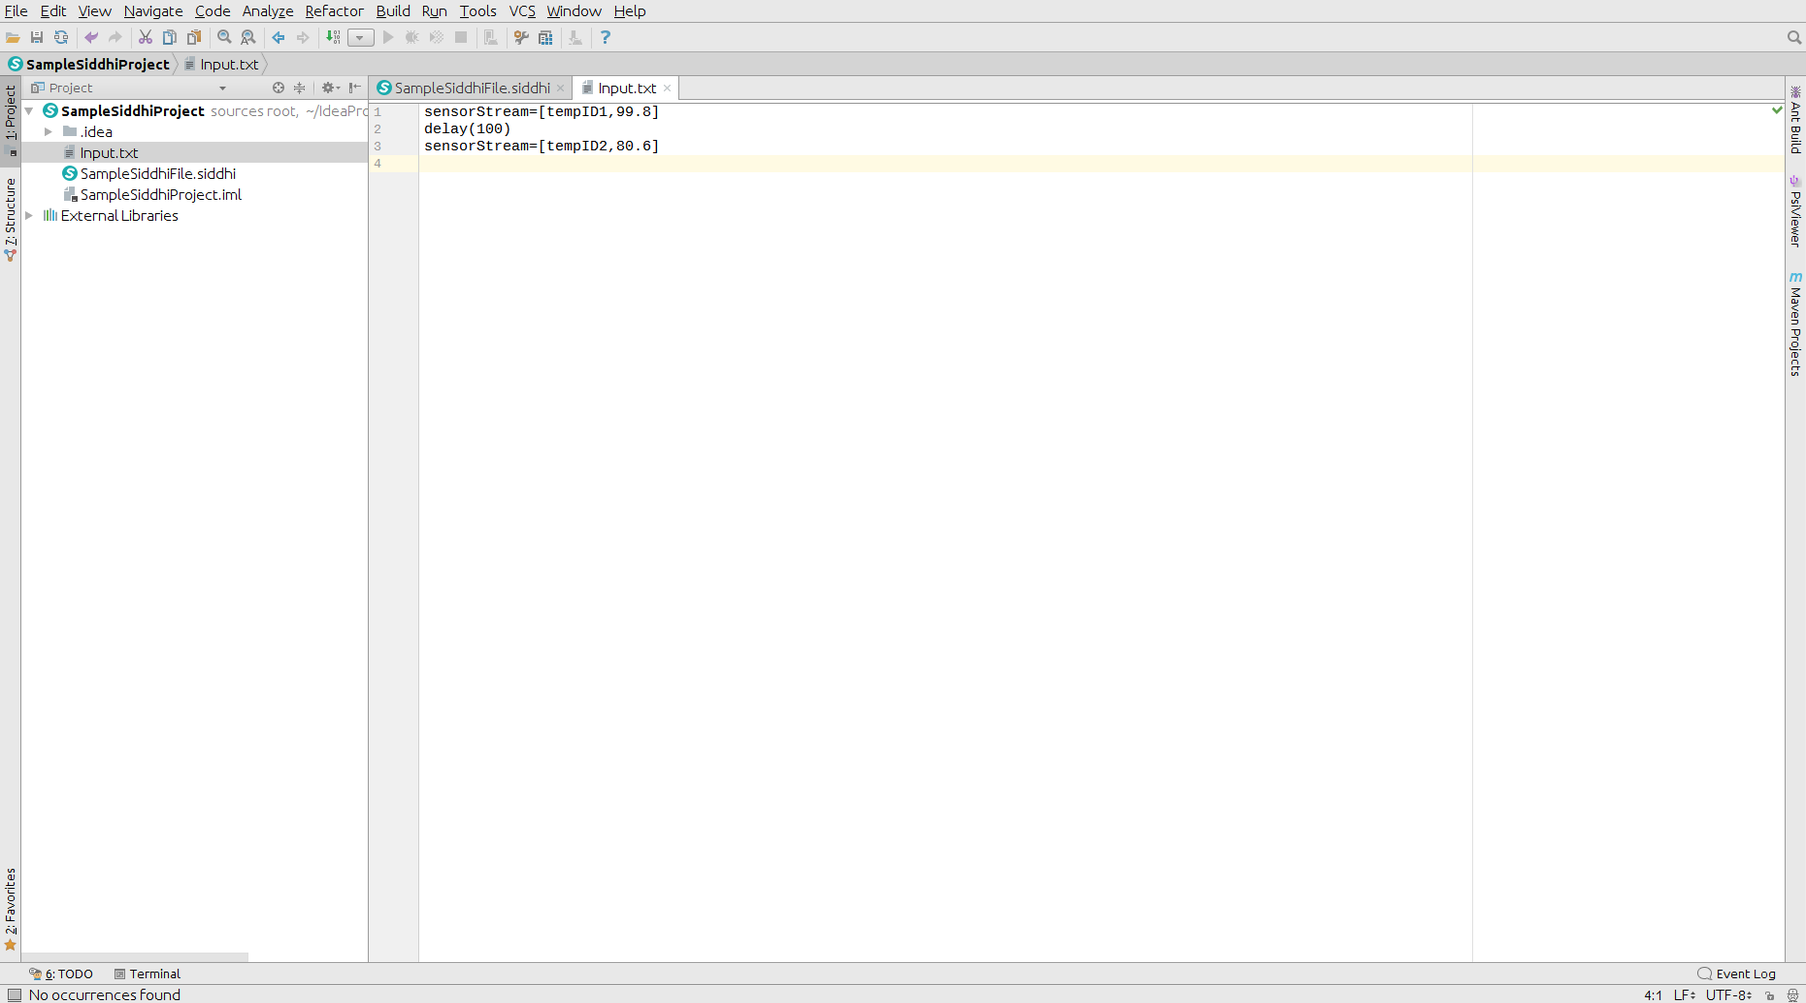 File Edit View Navigate Code Analyze Refactor Build Run Tools VCS Window Help
SampleSiddhiProject Input.txt
1: Project
7: Structure
2: Favorites
Project
SampleSiddhiProject sources root, ~/IdeaPro
.idea
Input.txt
SampleSiddhiFile.siddhi
SampleSiddhiProject.iml
External Libraries
SampleSiddhiFile.siddhi Input.txt
1 sensorStream=[tempID1,99.8]
2 delay(100)
3 sensorStream=[tempID2,80.6]
4
Ant Build
PsiViewer
Maven Projects
6: TODO Terminal Event Log
No occurrences found 4:1 LF UTF-8